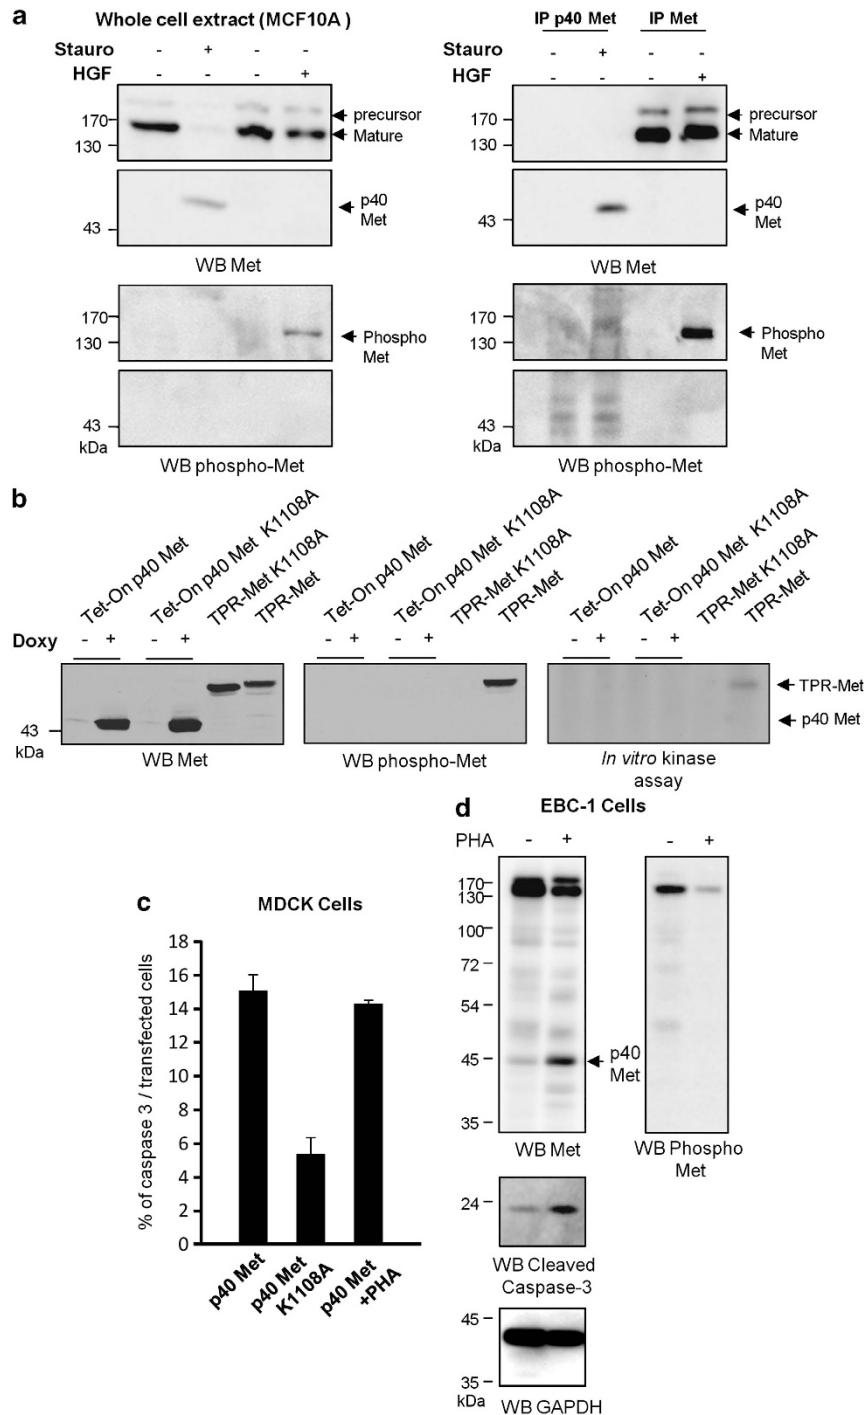 a
Whole cell extract (MCF10A )
Stauro - + - -
HGF - - - +
170
130
precursor
Mature
43
p40
Met
WB Met
170
130
Phospho
Met
43
kDa
WB phospho-Met
IP p40 Met IP Met
Stauro - + - -
HGF - - - +
170
130
precursor
Mature
43
p40
Met
WB Met
170
130
Phospho
Met
43
kDa
WB phospho-Met
b
Tet-On p40 Met
Tet-On p40 Met K1108A
TPR-Met K1108A
TPR-Met
Tet-On p40 Met
Tet-On p40 Met K1108A
TPR-Met K1108A
TPR-Met
Tet-On p40 Met
Tet-On p40 Met K1108A
TPR-Met K1108A
TPR-Met
Doxy - + - + - + - + - + - +
43
kDa
TPR-Met
p40 Met
WB Met
WB phospho-Met
In vitro kinase
assay
c
MDCK Cells
% of caspase 3 / transfected cells
18
16
14
12
10
8
6
4
2
0
p40 Met
p40 Met
K1108A
p40 Met
+PHA
d
EBC-1 Cells
PHA - + - +
170
130
100
72
54
45
35
p40
Met
WB Met
WB Phospho
Met
24
WB Cleaved
Caspase-3
45
35
kDa
WB GAPDH